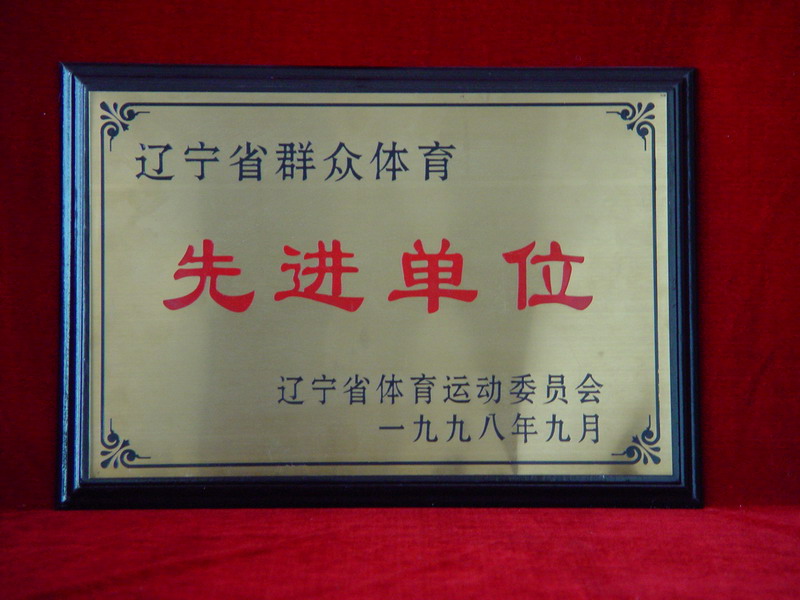 辽宁省群众体育
先进单位
辽宁省体育运动委员会
一九九八年九月